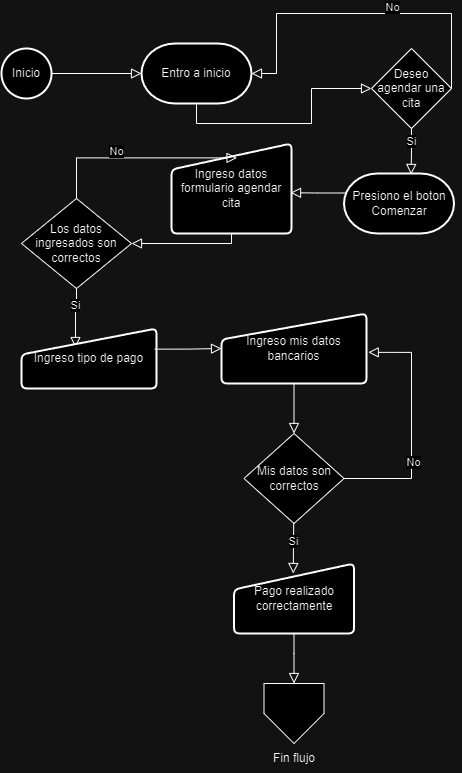 No
Inicio
Entro a inicio
Deseo
agendar una
cita
Si
No
Ingreso datos
formulario agendar
cita
Presiono el boton
Comenzar
Los datos
ingresados son
correctos
Si
Ingreso tipo de pago
Ingreso mis datos
bancarios
No
Mis datos son
correctos
Si
Pago realizado
correctamente
Fin flujo